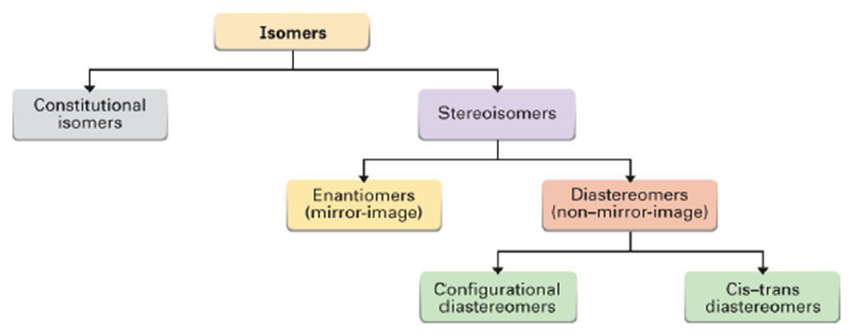 Isomers
Constitutional
isomers
Stereoisomers
Enantiomers
(mirror-image)
Diastereomers
(non–mirror-image)
Configurational
diastereomers
Cis–trans
diastereomers